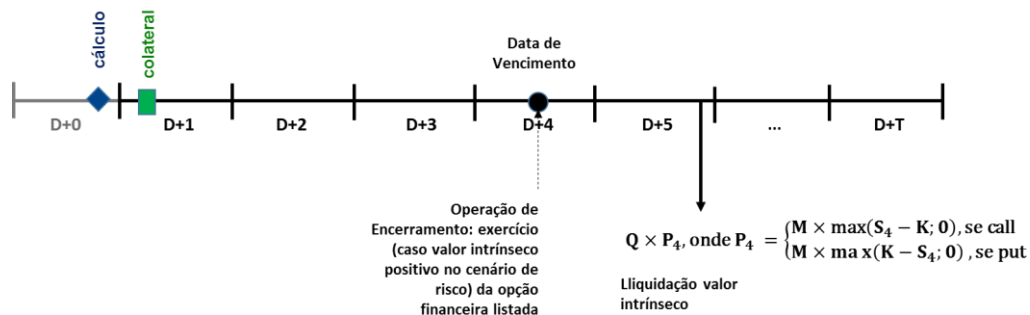 cálculo
colateral
Data de
Vencimento
D+0
D+1
D+2
D+3
D+4
D+5
...
D+T
Operação de
Encerramento: exercício
(caso valor intrínseco
positivo no cenário de
risco) da opção
financeira listada
Q × P₄, onde P₄ = {M × max(S₄ − K; 0), se call
M × ma x(K − S₄; 0) , se put
Lliquidação valor
intrínseco